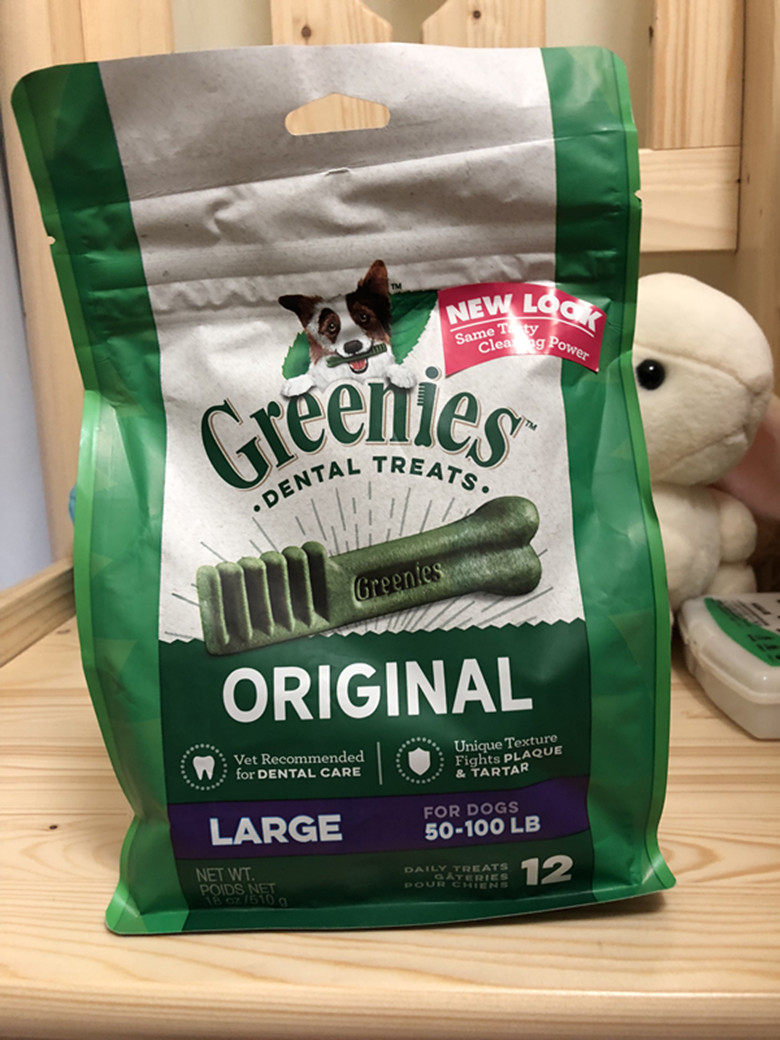 NEW LOOK
Same Tasty
Cleaning Power
Greenies™
·DENTAL TREATS·
Greenies
ORIGINAL
Vet Recommended
for DENTAL CARE
Unique Texture
Fights PLAQUE
& TARTAR
LARGE
FOR DOGS
50-100 LB
NET WT.
POIDS NET
18 oz/510 g
DAILY TREATS
GÂTERIES
POUR CHIENS
12